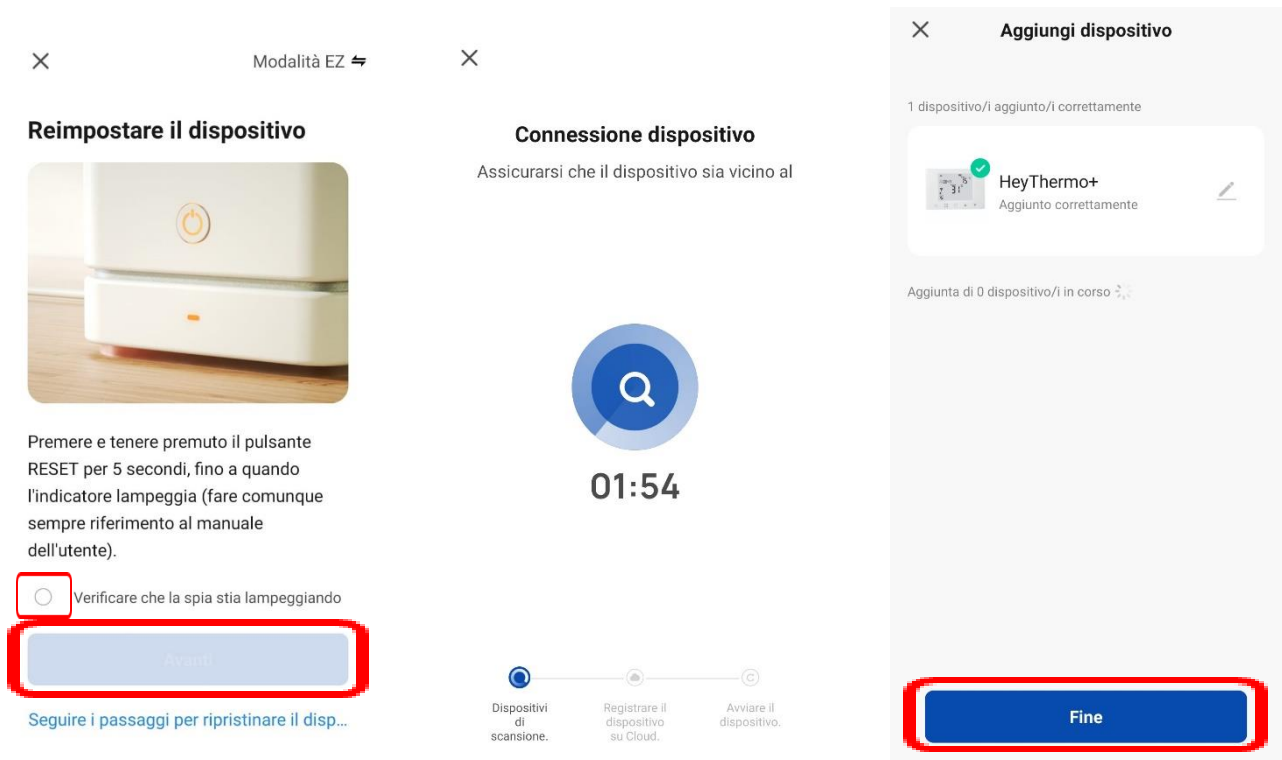 Modalità EZ
Reimpostare il dispositivo
Premere e tenere premuto il pulsante
RESET per 5 secondi, fino a quando
l'indicatore lampeggia (fare comunque
sempre riferimento al manuale
dell'utente).
Verificare che la spia stia lampeggiando
Avanti
Seguire i passaggi per ripristinare il disp...
Connessione dispositivo
Assicurarsi che il dispositivo sia vicino al
01:54
Dispositivi
di
scansione.
Registrare il
dispositivo
su Cloud.
Avviare il
dispositivo.
Aggiungi dispositivo
1 dispositivo/i aggiunto/i correttamente
HeyThermo+
Aggiunto correttamente
Aggiunta di 0 dispositivo/i in corso
Fine